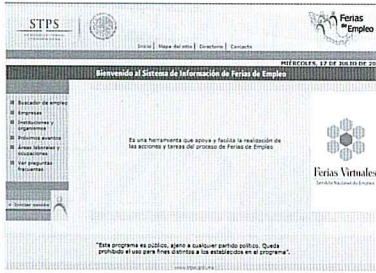 STPS
Ferias
de Empleo
Inicio | Mapa del sitio | Directorio | Contacto
MIÉRCOLES, 17 DE JULIO DE 20
Bienvenido al Sistema de Información de Ferias de Empleo
Buscador de empleo
Empresas
Instituciones y
organismos
Próximos eventos
Áreas laborales y
ocupaciones
Ver preguntas
frecuentes
Es una herramienta que apoya y facilita la realización de
las acciones y tareas del proceso de Ferias de Empleo
Ferias Virtuales
Servicio Nacional de Empleo
Iniciar sesión
"Este programa es público, ajeno a cualquier partido político. Queda
prohibido el uso para fines distintos a los establecidos en el programa".
www.stps.gob.mx